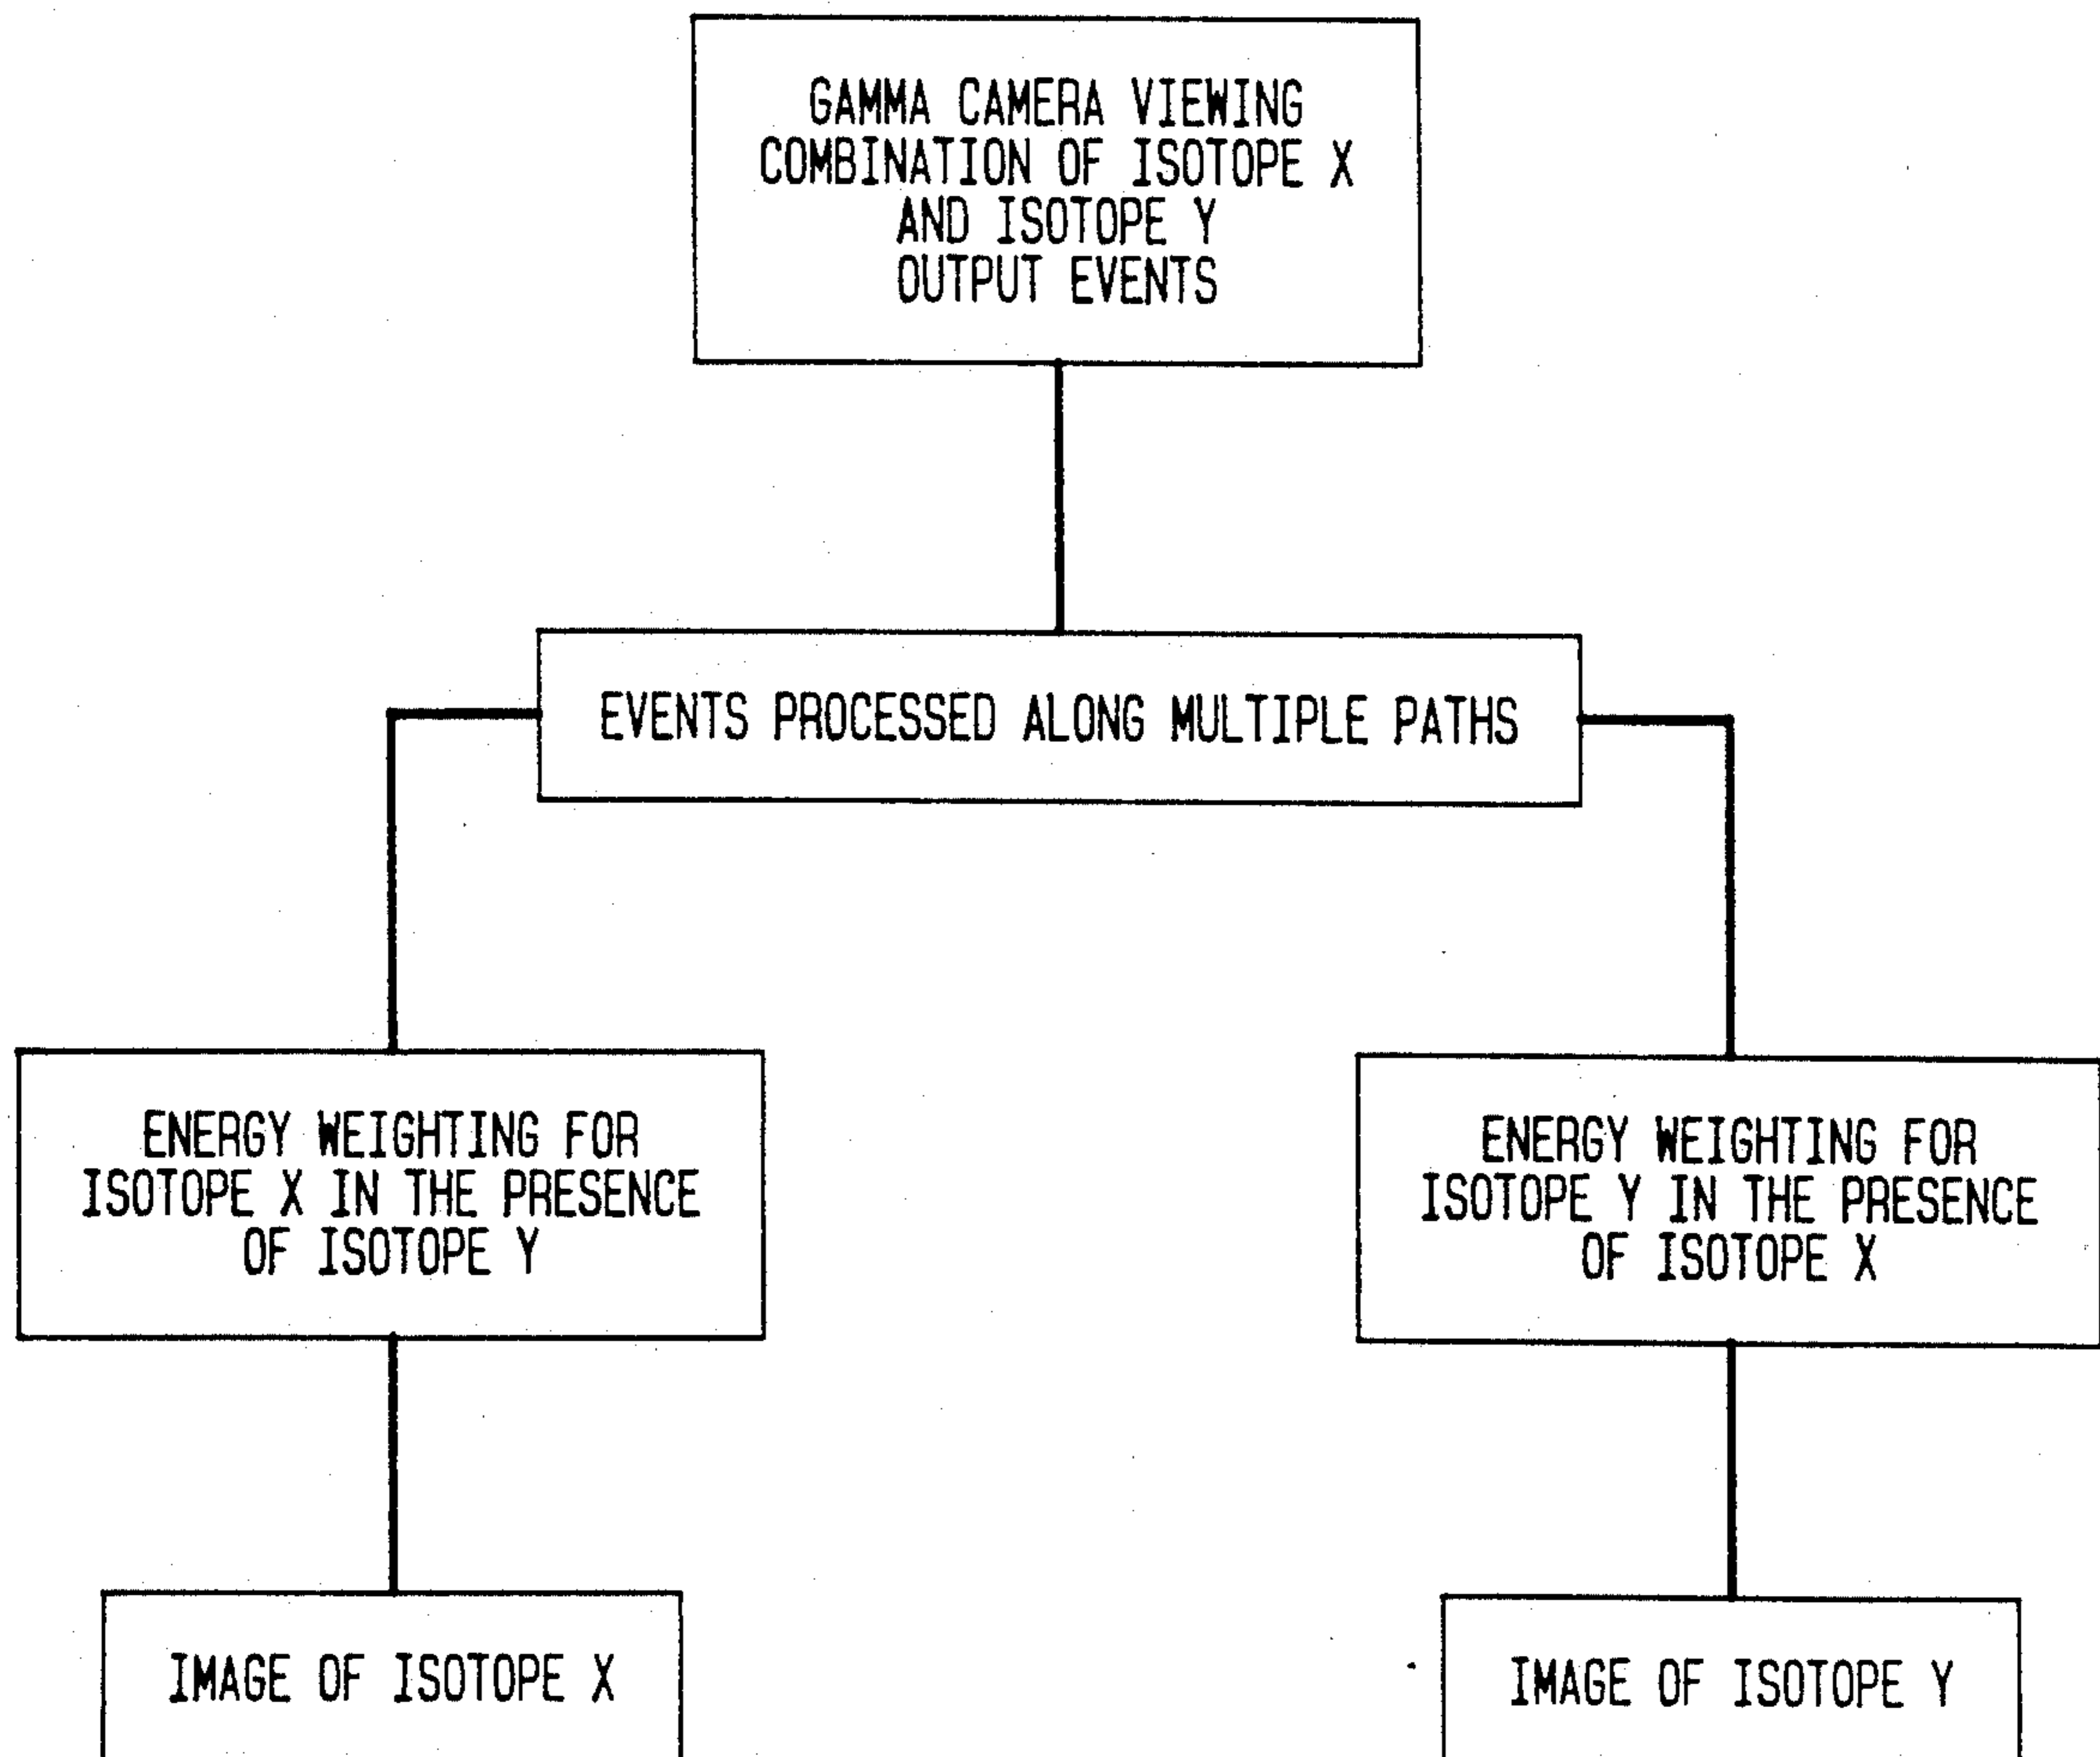 GAMMA CAMERA VIEWING
COMBINATION OF ISOTOPE X
AND ISOTOPE Y
OUTPUT EVENTS
EVENTS PROCESSED ALONG MULTIPLE PATHS
ENERGY WEIGHTING FOR
ISOTOPE X IN THE PRESENCE
OF ISOTOPE Y
ENERGY WEIGHTING FOR
ISOTOPE Y IN THE PRESENCE
OF ISOTOPE X
IMAGE OF ISOTOPE X
IMAGE OF ISOTOPE Y